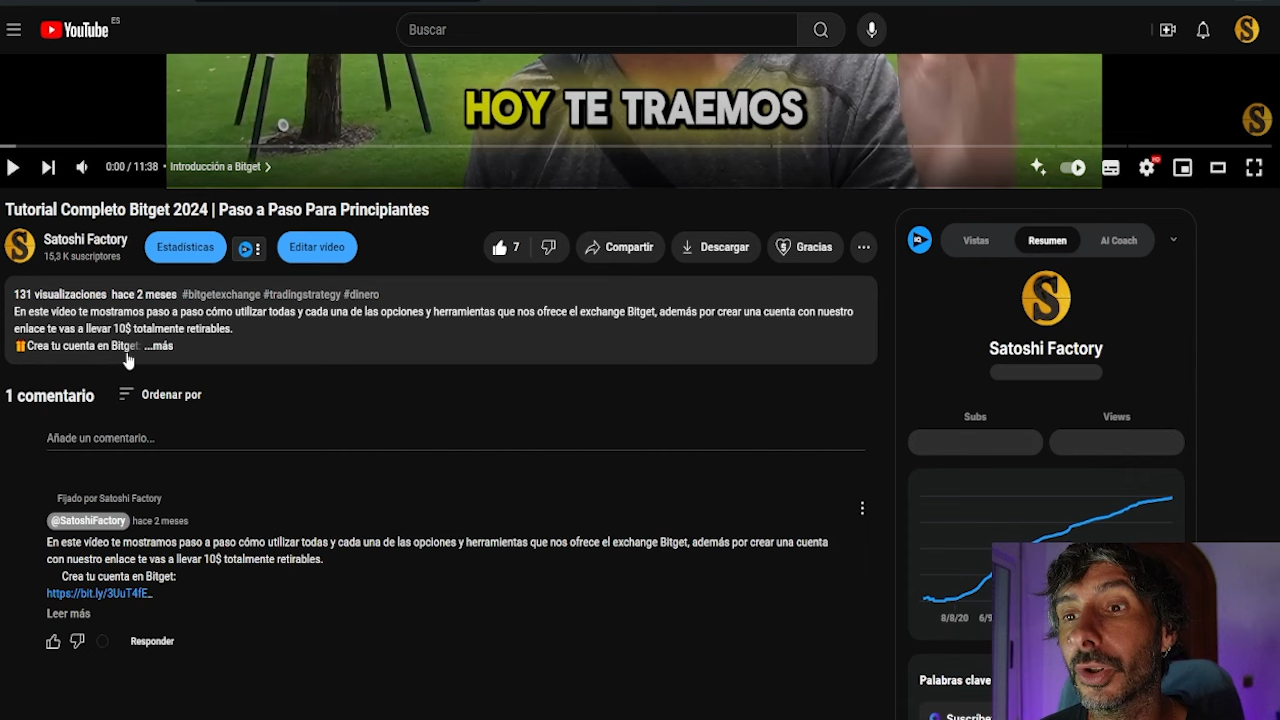 YouTube ES
Buscar
HOY TE TRAEMOS
0:00 / 11:38 • Introducción a Bitget
HD
Tutorial Completo Bitget 2024 | Paso a Paso Para Principiantes
Satoshi Factory
15,3 K suscriptores
Estadísticas
Editar vídeo
7
Compartir
Descargar
Gracias
131 visualizaciones hace 2 meses #bitgetexchange #tradingstrategy #dinero
En este vídeo te mostramos paso a paso cómo utilizar todas y cada una de las opciones y herramientas que nos ofrece el exchange Bitget, además por crear una cuenta con nuestro
enlace te vas a llevar 10$ totalmente retirables.
Crea tu cuenta en Bitget: ...más
1 comentario
Ordenar por
Añade un comentario...
Fijado por Satoshi Factory
@SatoshiFactory hace 2 meses
En este vídeo te mostramos paso a paso cómo utilizar todas y cada una de las opciones y herramientas que nos ofrece el exchange Bitget, además por crear una cuenta
con nuestro enlace te vas a llevar 10$ totalmente retirables.
Crea tu cuenta en Bitget:
https://bit.ly/3UuT4fE_
Leer más
Responder
IQ
Vistas
Resumen
AI Coach
Satoshi Factory
Subs
Views
8/8/20
6/9
Palabras clave
Suscríbe